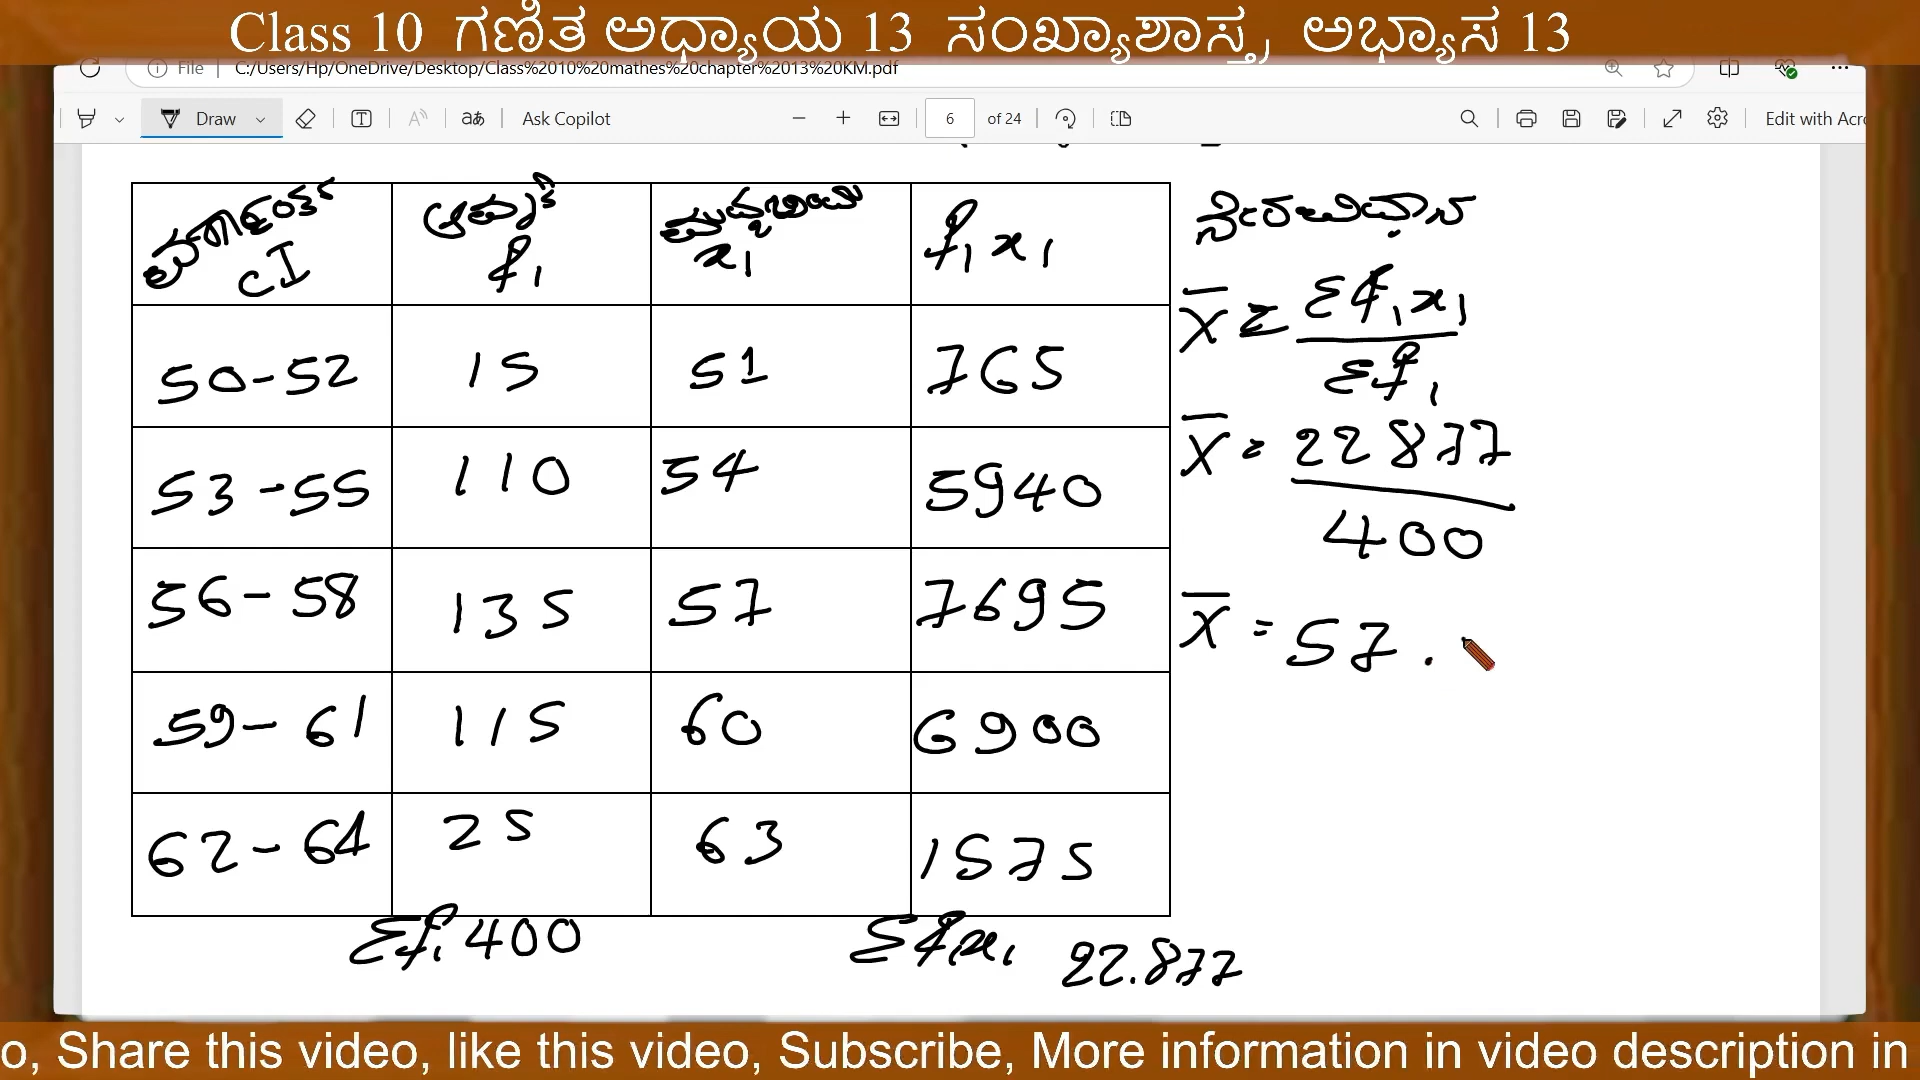 Class 10 ಗಣಿತ ಅಧ್ಯಾಯ 13 ಸಂಖ್ಯಾಶಾಸ್ತ್ರ, ಅಭ್ಯಾಸ 13
File | C:/Users/Hp/OneDrive/Desktop/Class%2010%20mathes%20chapter%2013%20KM.pdf
Draw Ask Copilot 6 of 24 Edit with Acro
CI f₁ x₁ f₁x₁
50-52 15 51 765
53-55 110 54 5940
56-58 135 57 7695
59-61 115 60 6900
62-64 25 63 1575
Σf₁ 400 Σf₁x₁ 22.877
X̄ = Σf₁x₁ / Σf₁
X̄ = 22877 / 400
X̄ = 57.
o, Share this video, like this video, Subscribe, More information in video description in